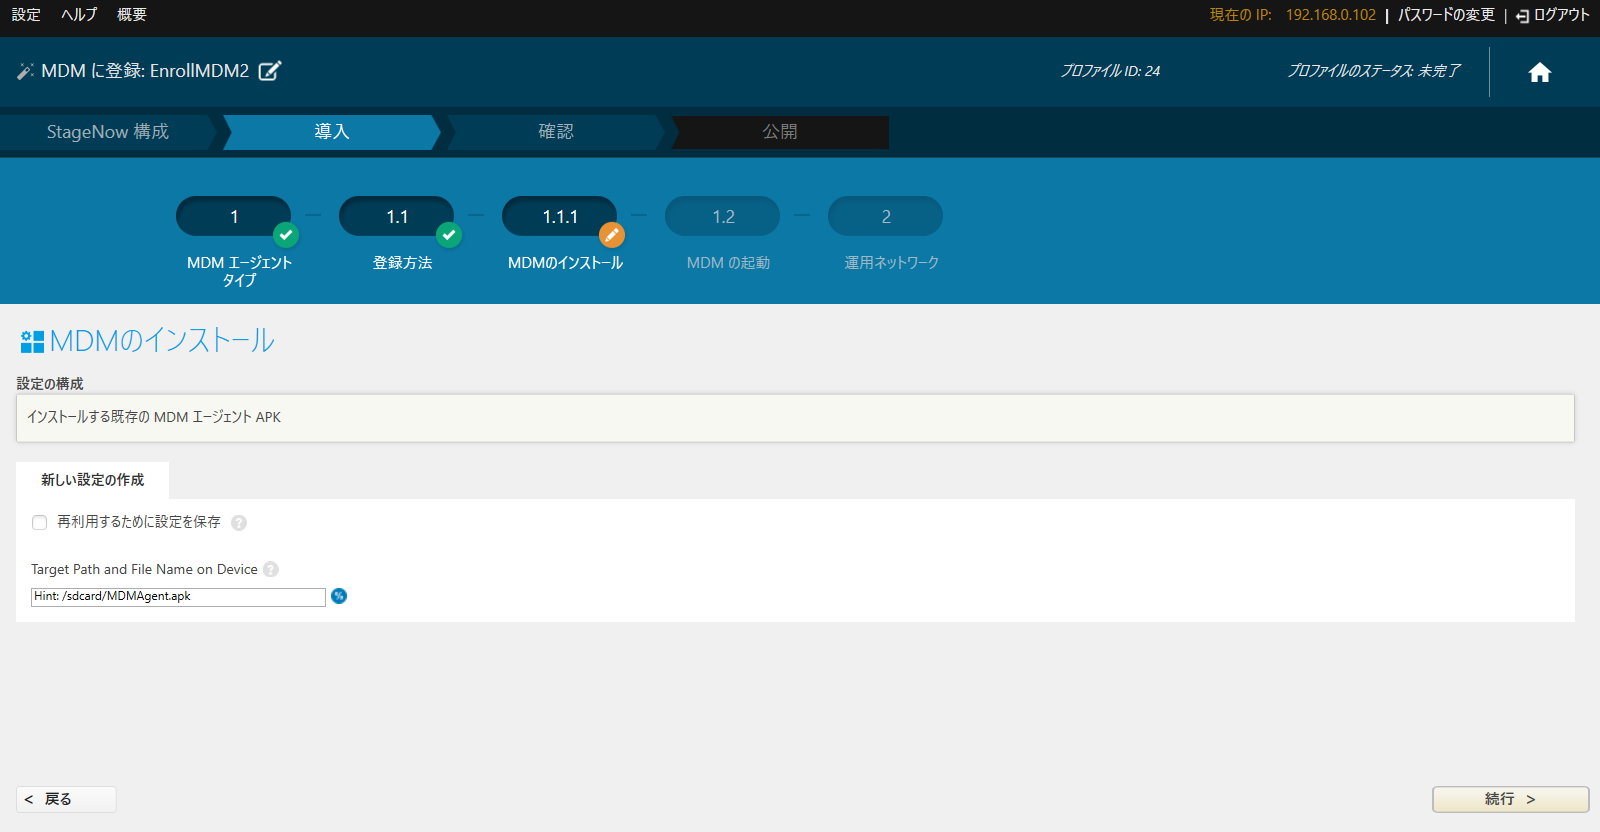 設定 ヘルプ 概要 現在の IP: 192.168.0.102 | パスワードの変更 | ログアウト
MDM に登録: EnrollMDM2 プロファイル ID: 24 プロファイルのステータス: 未完了
StageNow 構成 導入 確認 公開
1 1.1 1.1.1 1.2 2
MDM エージェント
タイプ
登録方法
MDMのインストール
MDM の起動
運用ネットワーク
MDMのインストール
設定の構成
インストールする既存の MDM エージェント APK
新しい設定の作成
再利用するために設定を保存 ?
Target Path and File Name on Device ?
Hint: /sdcard/MDMAgent.apk %
< 戻る 続行 >